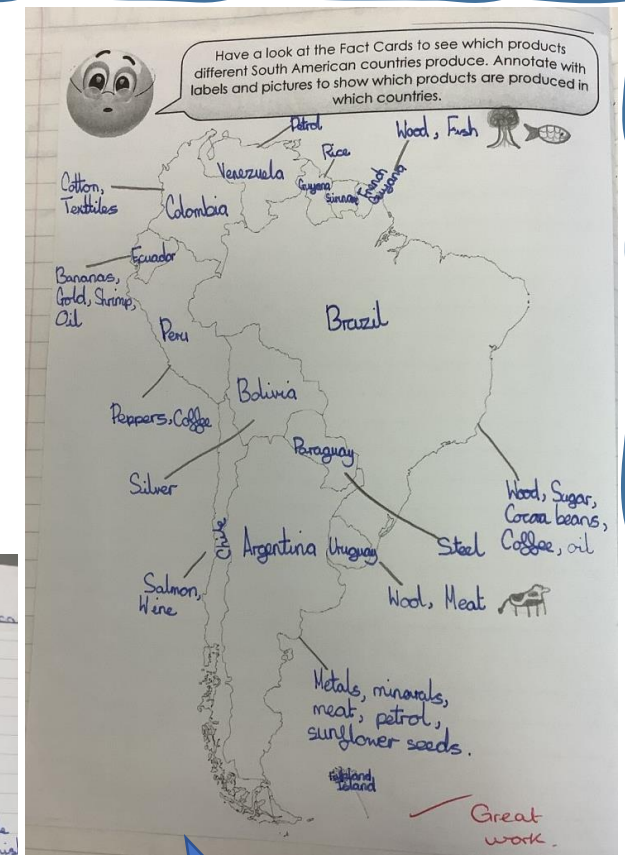 Have a look at the Fact Cards to see which products
different South American countries produce. Annotate with
labels and pictures to show which products are produced in
which countries.
Petrol
Wood, Fish
Rice
Venezuela
Guyana
Surinam
French
Guyana
Cotton,
Texttiles
Colombia
Ecuador
Bananas,
Gold, Shrimp,
Oil
Peru
Brazil
Bolivia
Peppers, Coffee
Paraguay
Silver
Wood, Sugar,
Cocoa beans,
Coffee, oil
Chile
Argentina
Uruguay
Steel
Salmon,
Wine
Wool, Meat
Metals, minerals,
meat, petrol,
sunflower seeds.
Island
Great
work.